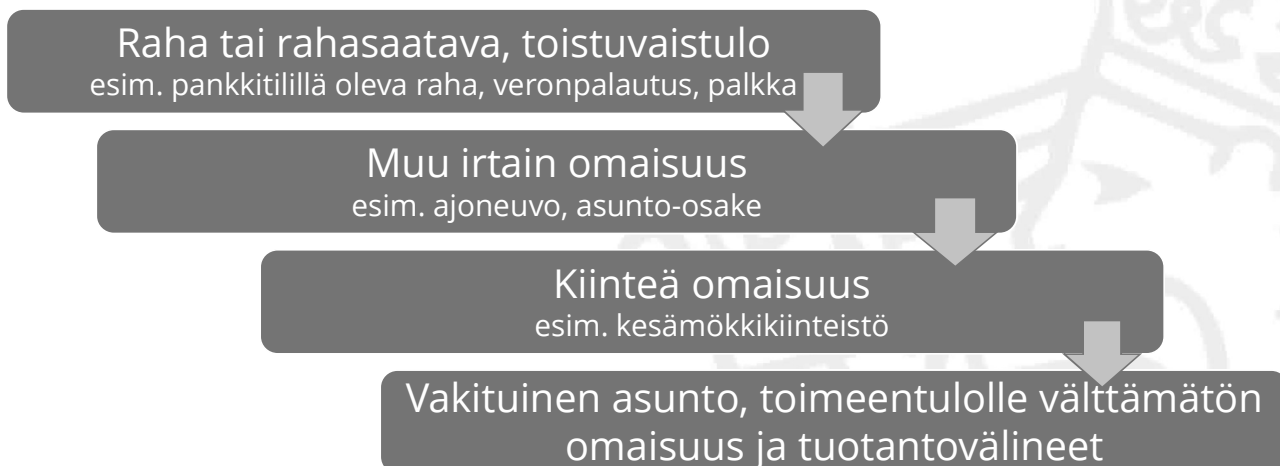 Raha tai rahasaatava, toistuvaistulo
esim. pankkitilillä oleva raha, veronpalautus, palkka
Muu irtain omaisuus
esim. ajoneuvo, asunto-osake
Kiinteä omaisuus
esim. kesämökkikiinteistö
Vakituinen asunto, toimeentulolle välttämätön
omaisuus ja tuotantovälineet